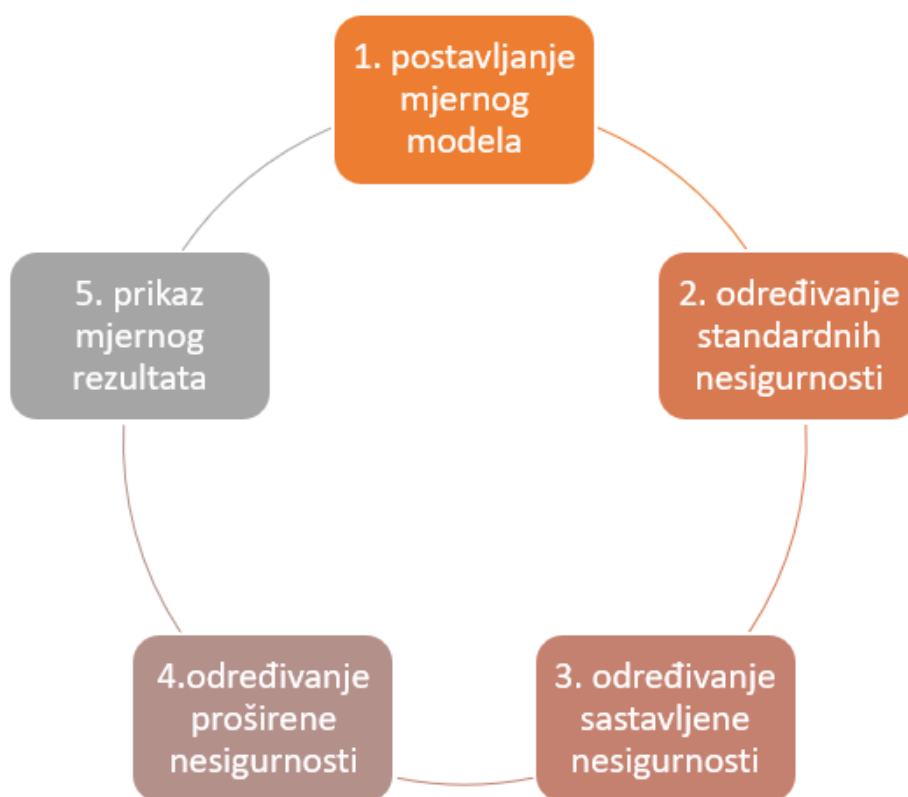 1. postavljanje
mjernog
modela
2. određivanje
standardnih
nesigurnosti
3. određivanje
sastavljene
nesigurnosti
4.određivanje
proširene
nesigurnosti
5. prikaz
mjernog
rezultata